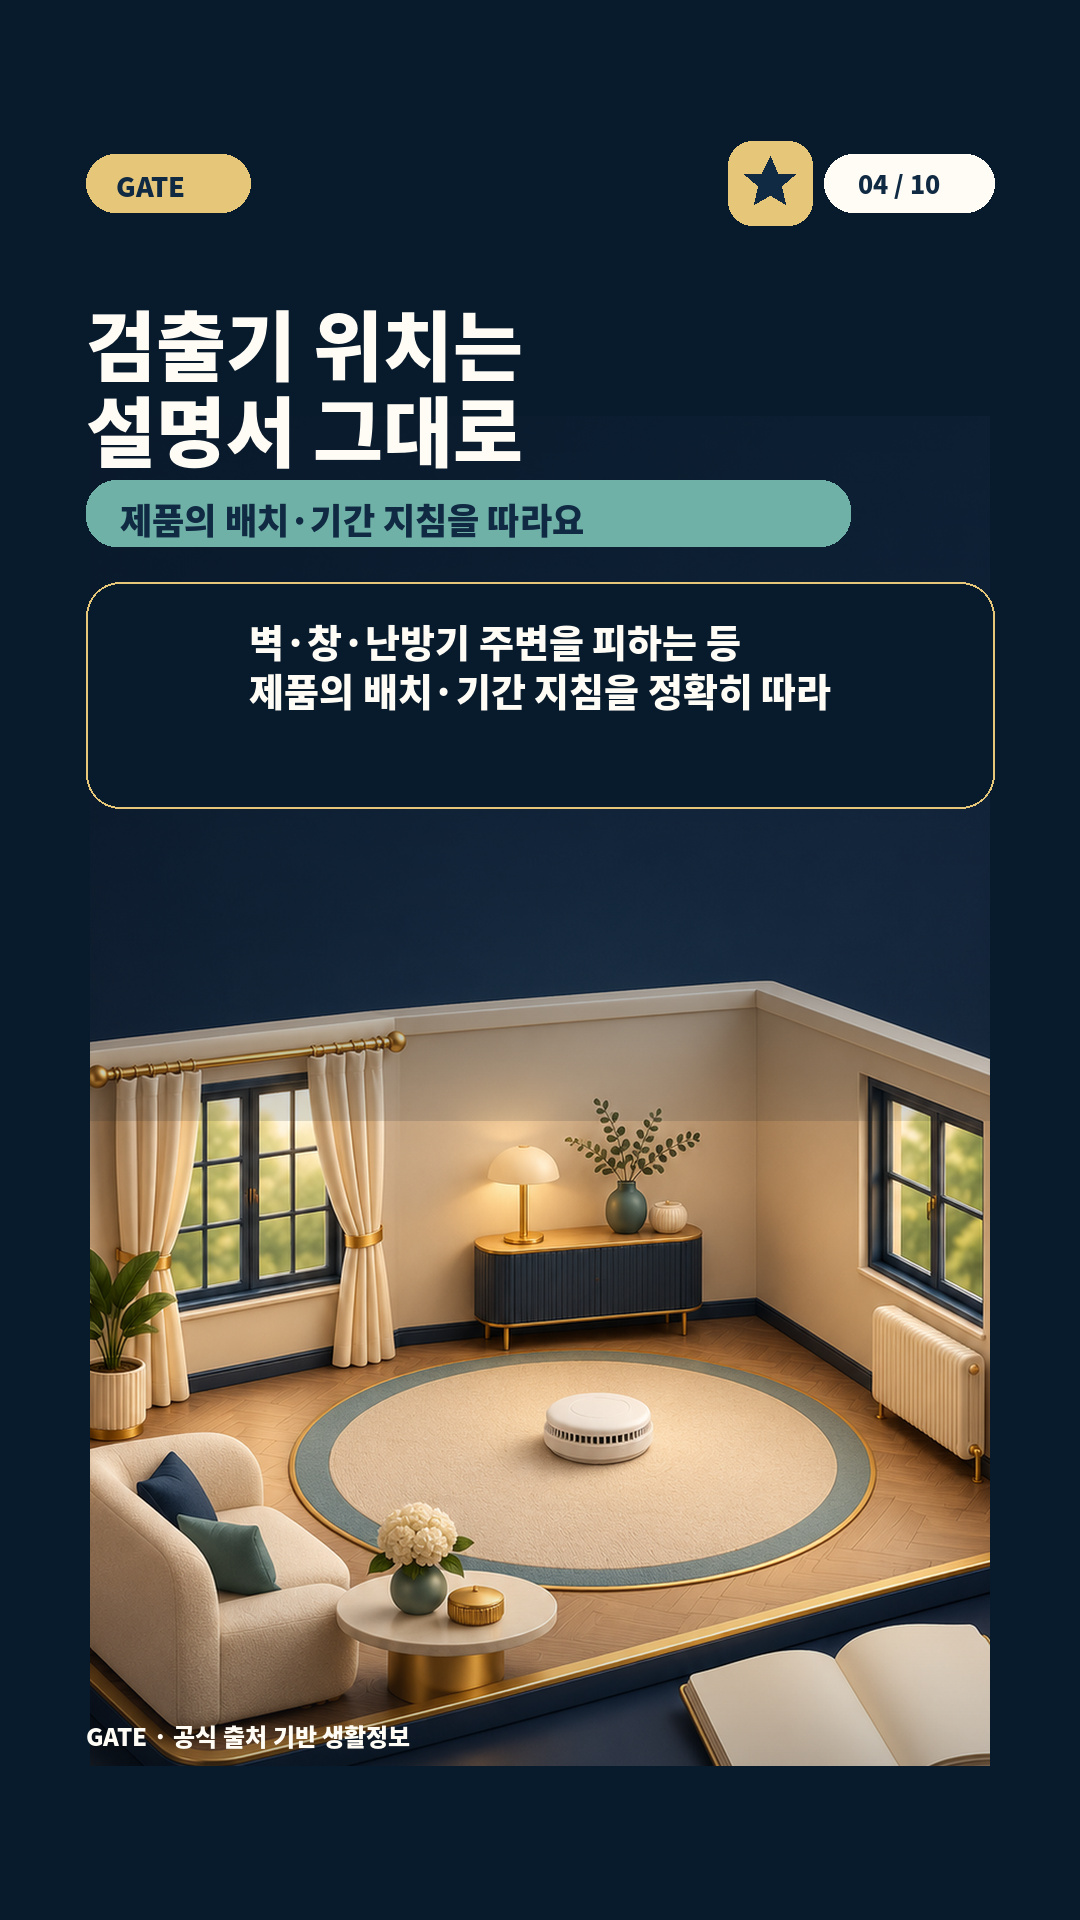 GATE
04 / 10
검출기 위치는
설명서 그대로
제품의 배치·기간 지침을 따라요
벽·창·난방기 주변을 피하는 등
제품의 배치·기간 지침을 정확히 따라
GATE · 공식 출처 기반 생활정보